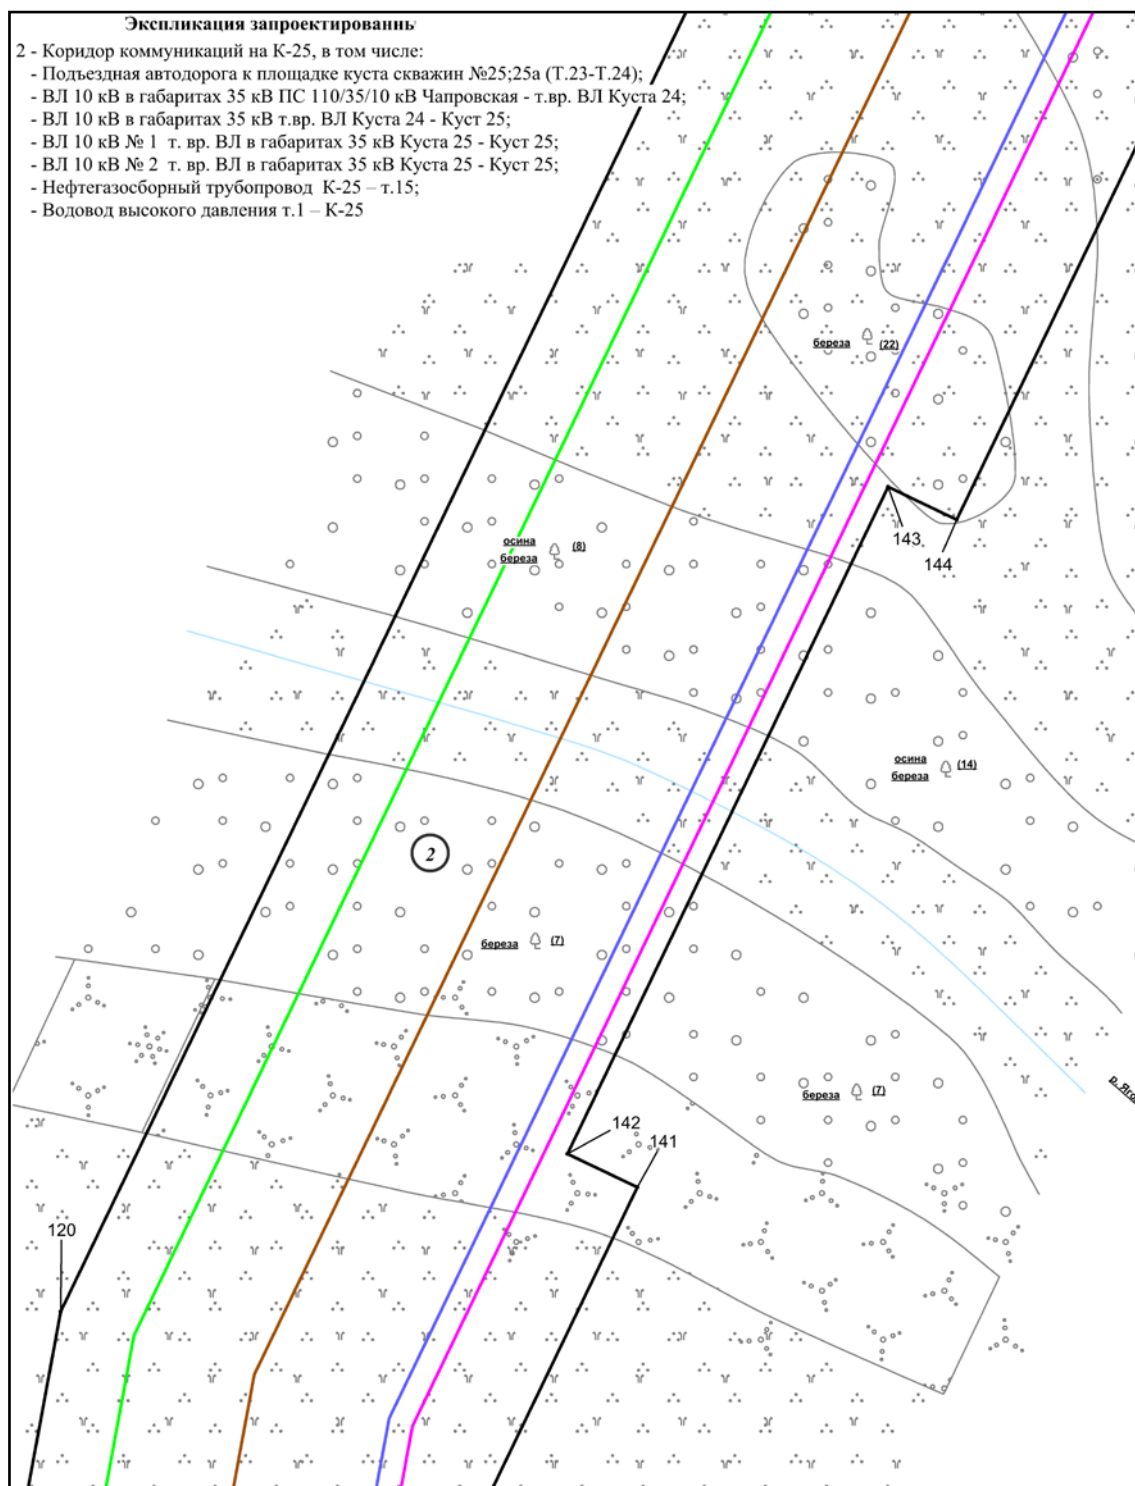 Экспликация запроектированны
2 - Коридор коммуникаций на К-25, в том числе:
- Подъездная автодорога к площадке куста скважин №25;25а (Т.23-Т.24);
- ВЛ 10 кВ в габаритах 35 кВ ПС 110/35/10 кВ Чапровская - т.вр. ВЛ Куста 24;
- ВЛ 10 кВ в габаритах 35 кВ т.вр. ВЛ Куста 24 - Куст 25;
- ВЛ 10 кВ № 1 т. вр. ВЛ в габаритах 35 кВ Куста 25 - Куст 25;
- ВЛ 10 кВ № 2 т. вр. ВЛ в габаритах 35 кВ Куста 25 - Куст 25;
- Нефтегазосборный трубопровод К-25 – т.15;
- Водовод высокого давления т.1 – К-25
береза (22)
143
144
осина
береза (8)
осина
береза (14)
2
береза (7)
береза (7)
р. Яго
142
141
120